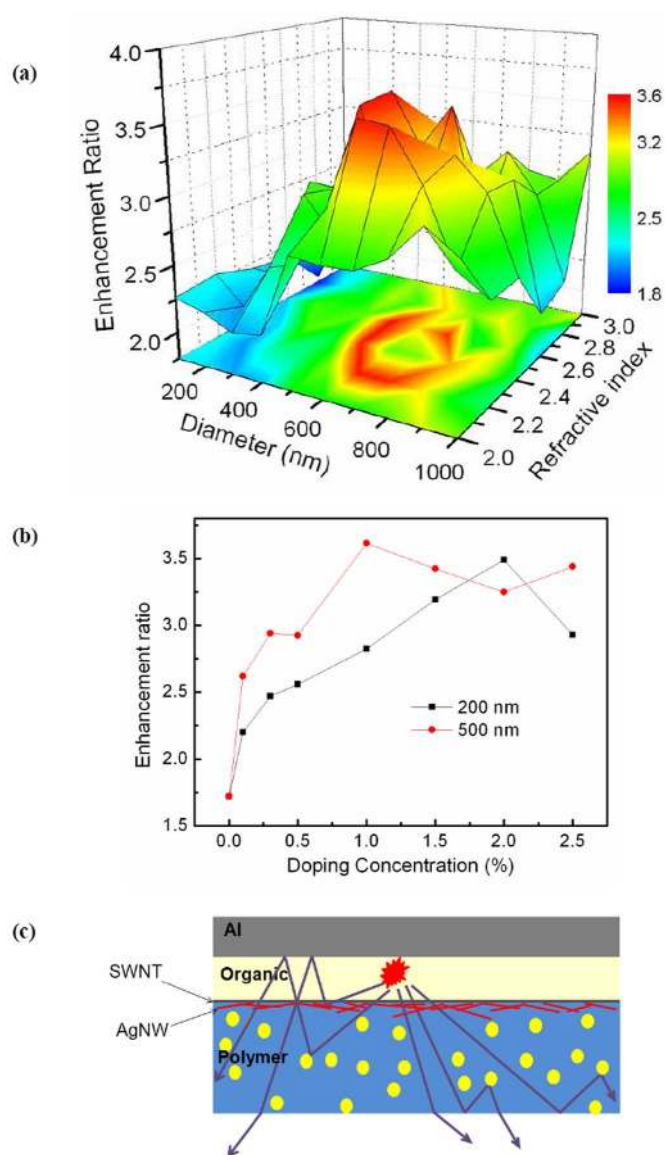 (a)
4.0
3.5
3.0
2.5
2.0
Enhancement Ratio
3.6
3.2
2.5
1.8
200
400
600
800
1000
Diameter (nm)
2.0
2.2
2.4
2.6
2.8
3.0
Refractive index
(b)
3.5
3.0
2.5
2.0
1.5
Enhancement ratio
200 nm
500 nm
0.0 0.5 1.0 1.5 2.0 2.5
Doping Concentration (%)
(c)
Al
SWNT
Organic
AgNW
Polymer